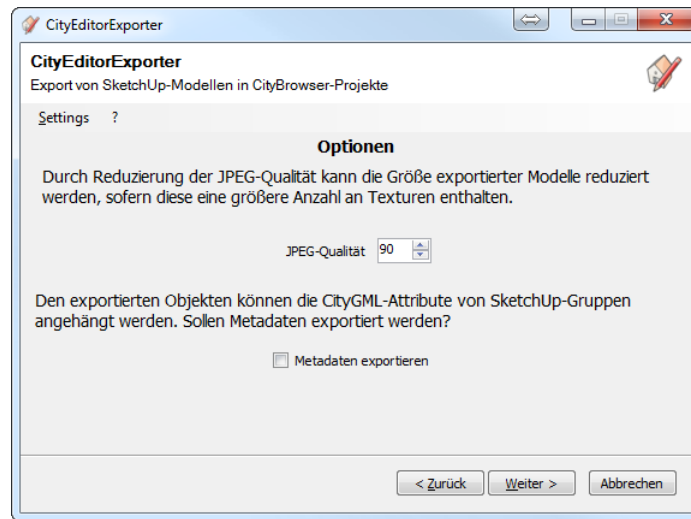 CityEditorExporter
CityEditorExporter
Export von SketchUp-Modellen in CityBrowser-Projekte
Settings ?
Optionen
Durch Reduzierung der JPEG-Qualität kann die Größe exportierter Modelle reduziert
werden, sofern diese eine größere Anzahl an Texturen enthalten.
JPEG-Qualität 90
Den exportierten Objekten können die CityGML-Attribute von SketchUp-Gruppen
angehängt werden. Sollen Metadaten exportiert werden?
Metadaten exportieren
< Zurück Weiter > Abbrechen